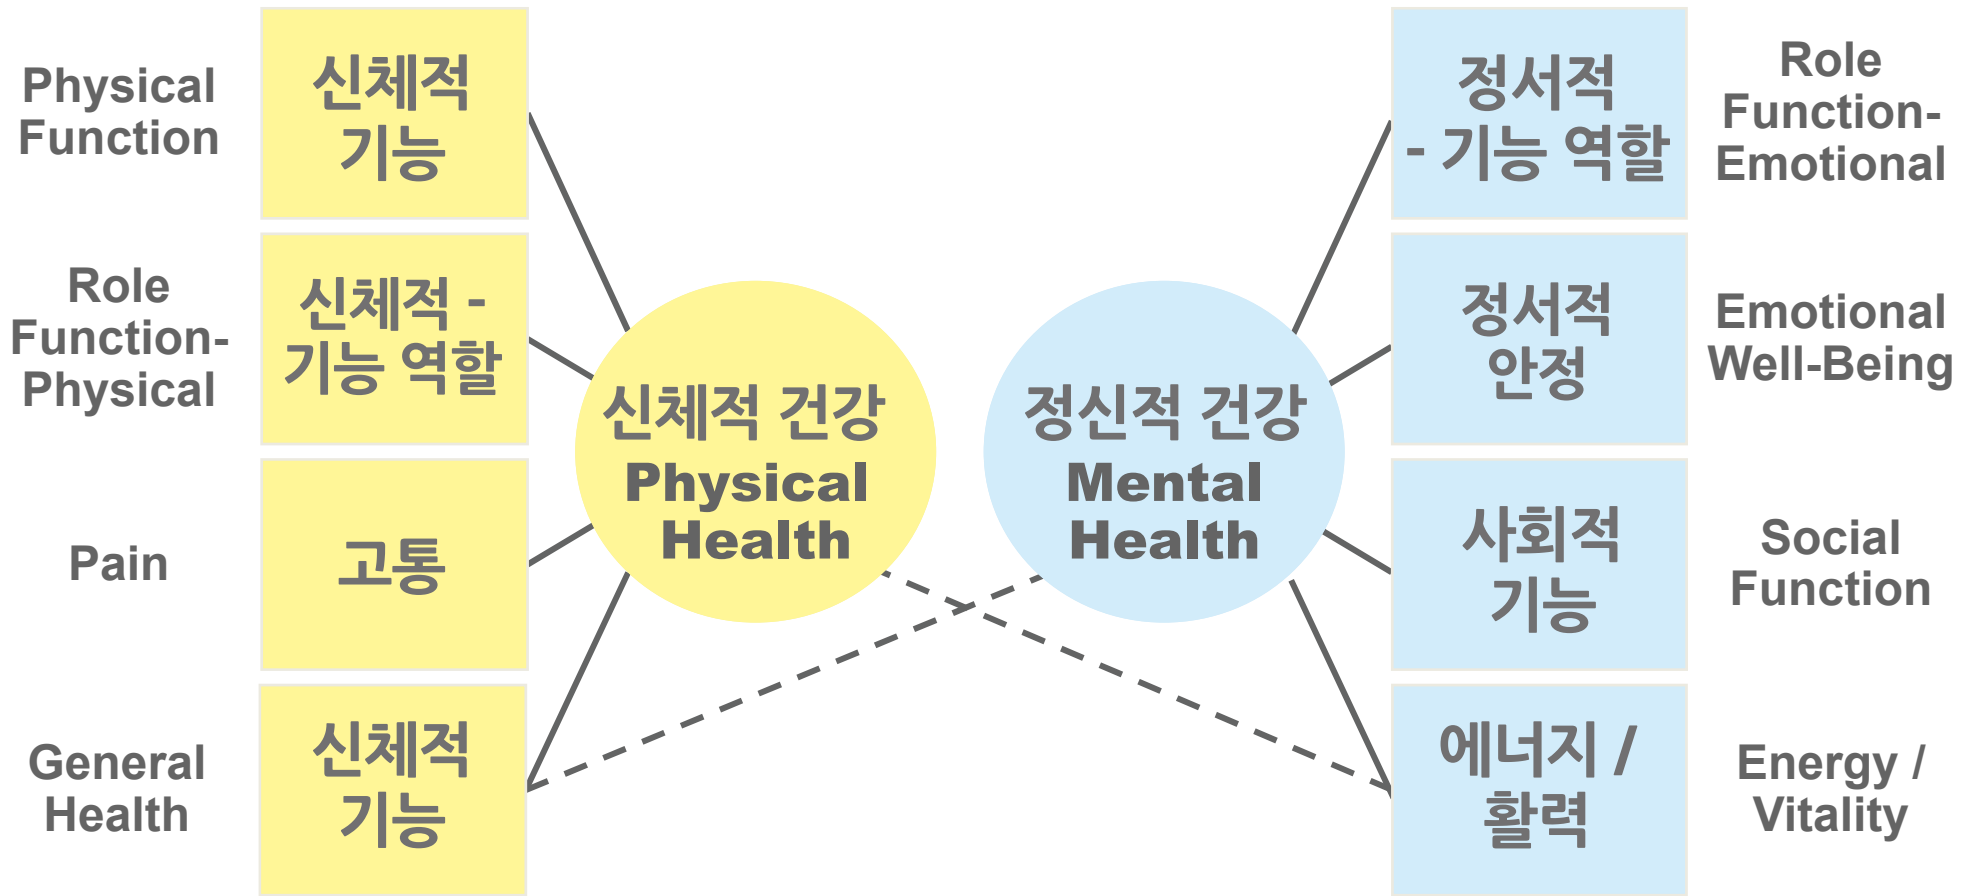 Physical
Function
신체적
기능
Role
Function-
Physical
신체적 -
기능 역할
Pain
고통
General
Health
신체적
기능
신체적 건강
Physical
Health
정신적 건강
Mental
Health
정서적
- 기능 역할
Role
Function-
Emotional
정서적
안정
Emotional
Well-Being
사회적
기능
Social
Function
에너지 /
활력
Energy /
Vitality